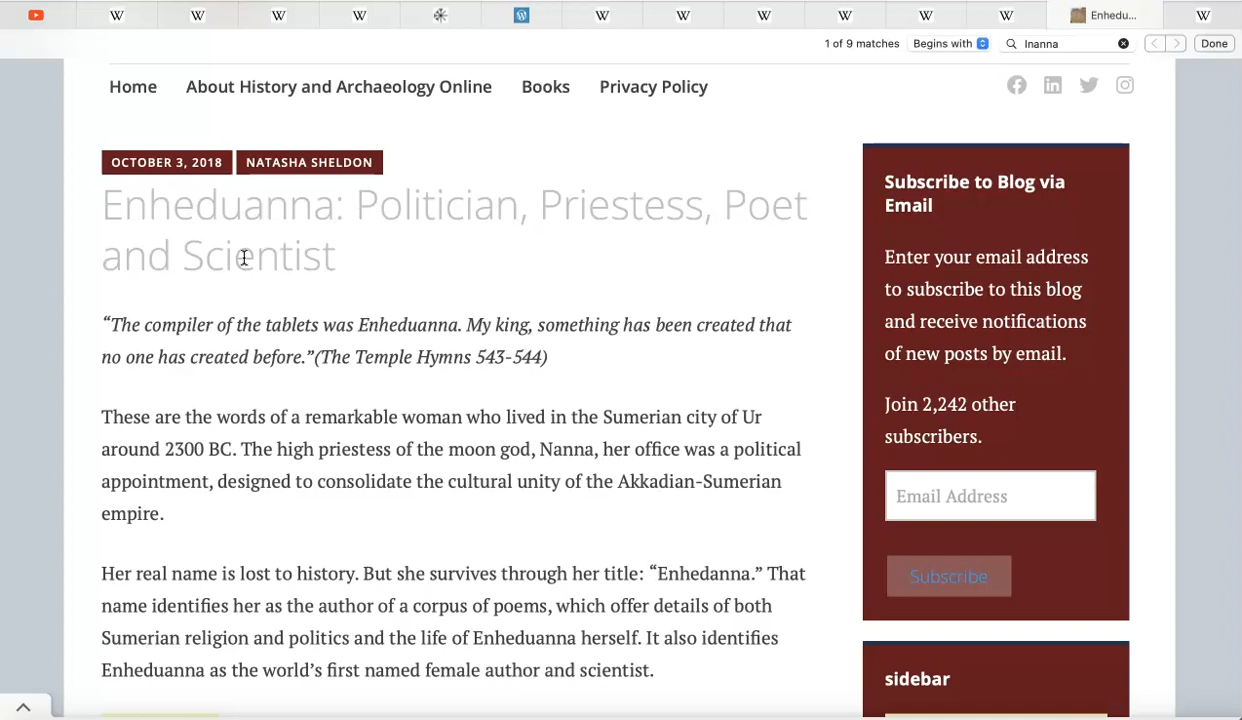 Enhedu...
1 of 9 matches Begins with Inanna Done
Home About History and Archaeology Online Books Privacy Policy
OCTOBER 3, 2018 NATASHA SHELDON
Enheduanna: Politician, Priestess, Poet
and Scientist
“The compiler of the tablets was Enheduanna. My king, something has been created that
no one has created before.”(The Temple Hymns 543-544)
These are the words of a remarkable woman who lived in the Sumerian city of Ur
around 2300 BC. The high priestess of the moon god, Nanna, her office was a political
appointment, designed to consolidate the cultural unity of the Akkadian-Sumerian
empire.
Her real name is lost to history. But she survives through her title: “Enhedanna.” That
name identifies her as the author of a corpus of poems, which offer details of both
Sumerian religion and politics and the life of Enheduanna herself. It also identifies
Enheduanna as the world’s first named female author and scientist.
Subscribe to Blog via
Email
Enter your email address
to subscribe to this blog
and receive notifications
of new posts by email.
Join 2,242 other
subscribers.
Email Address
Subscribe
sidebar